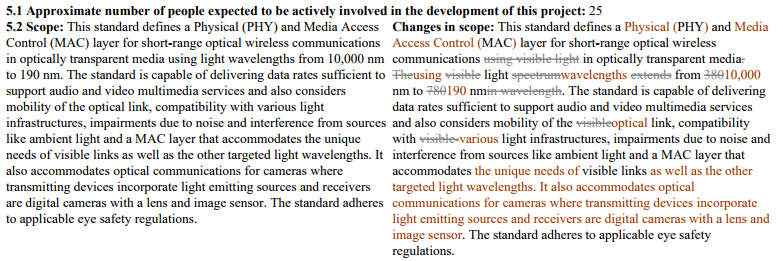 5.1 Approximate number of people expected to be actively involved in the development of this project: 25
5.2 Scope: This standard defines a Physical (PHY) and Media Access
Control (MAC) layer for short-range optical wireless communications
in optically transparent media using light wavelengths from 10,000 nm
to 190 nm. The standard is capable of delivering data rates sufficient to
support audio and video multimedia services and also considers
mobility of the optical link, compatibility with various light
infrastructures, impairments due to noise and interference from sources
like ambient light and a MAC layer that accommodates the unique
needs of visible links as well as the other targeted light wavelengths. It
also accommodates optical communications for cameras where
transmitting devices incorporate light emitting sources and receivers
are digital cameras with a lens and image sensor. The standard adheres
to applicable eye safety regulations.
Changes in scope: This standard defines a Physical (PHY) and Media
Access Control (MAC) layer for short-range optical wireless
communications using visible light in optically transparent media.
Theusing visible light spectrumwavelengths extends from 38010,000
nm to 780190 nmin wavelength. The standard is capable of delivering
data rates sufficient to support audio and video multimedia services
and also considers mobility of the visibleoptical link, compatibility
with visible-various light infrastructures, impairments due to noise and
interference from sources like ambient light and a MAC layer that
accommodates the unique needs of visible links as well as the other
targeted light wavelengths. It also accommodates optical
communications for cameras where transmitting devices incorporate
light emitting sources and receivers are digital cameras with a lens and
image sensor. The standard adheres to applicable eye safety
regulations.